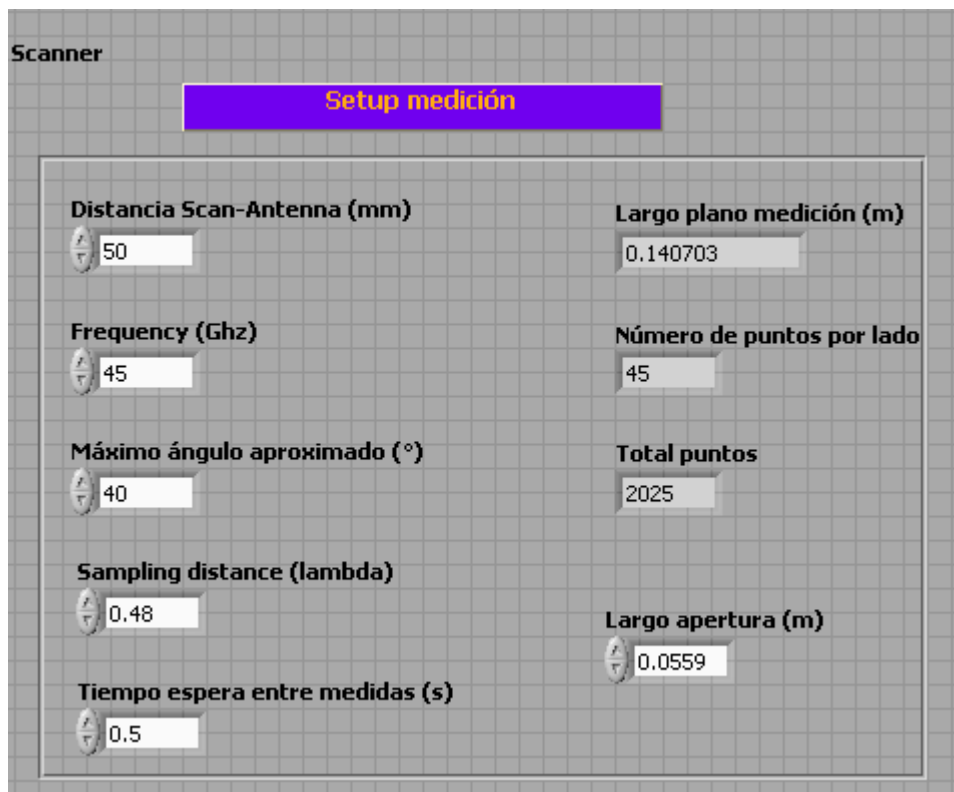 Scanner
Setup medición
Distancia Scan-Antenna (mm)
50
Frequency (Ghz)
45
Máximo ángulo aproximado (°)
40
Sampling distance (lambda)
0.48
Tiempo espera entre medidas (s)
0.5
Largo plano medición (m)
0.140703
Número de puntos por lado
45
Total puntos
2025
Largo apertura (m)
0.0559